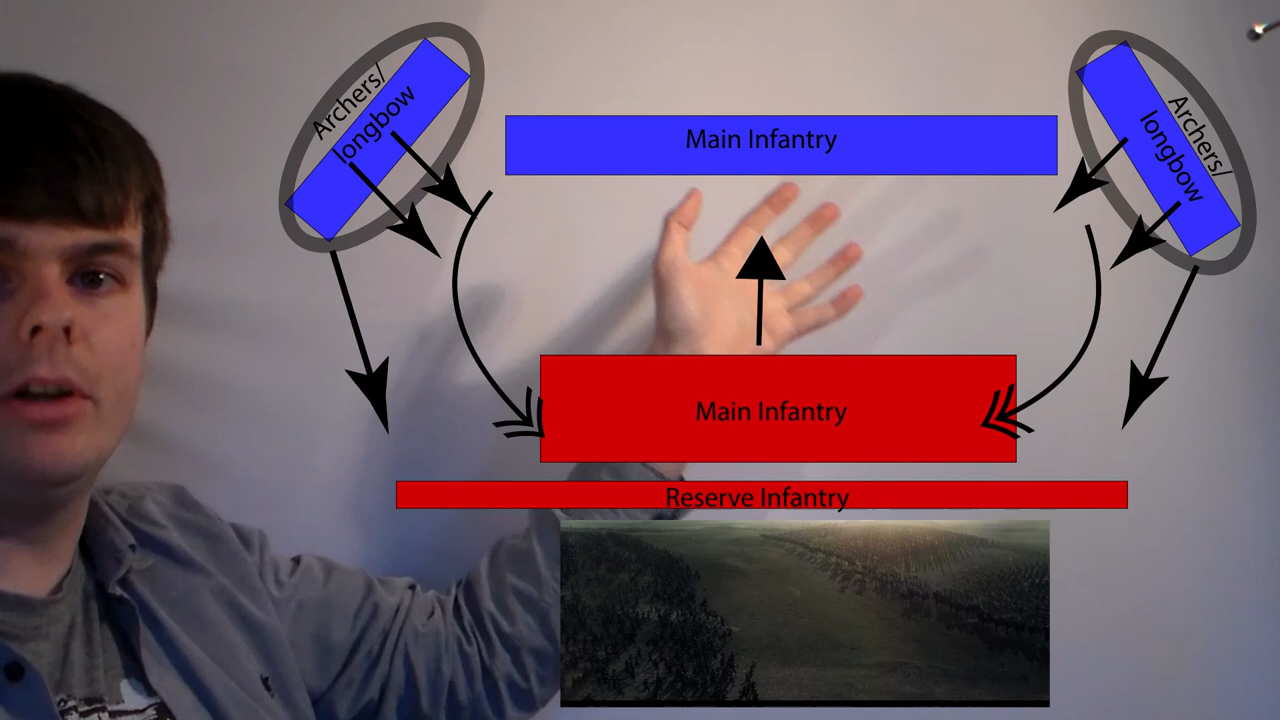 Archers/
longbow
Main Infantry
Archers/
longbow
Main Infantry
Reserve Infantry